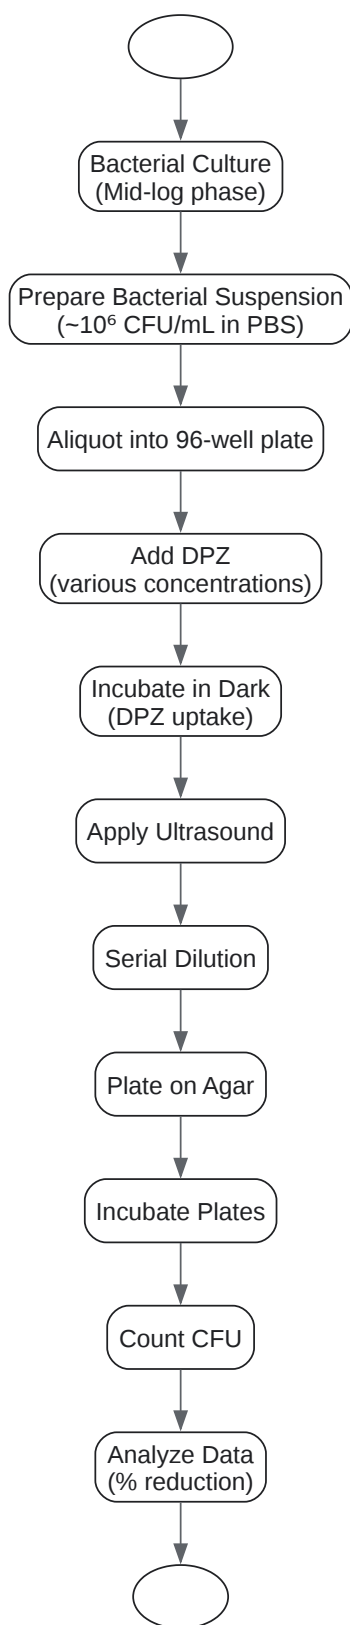 Bacterial Culture
(Mid-log phase)
Prepare Bacterial Suspension
(~10⁶ CFU/mL in PBS)
Aliquot into 96-well plate
Add DPZ
(various concentrations)
Incubate in Dark
(DPZ uptake)
Apply Ultrasound
Serial Dilution
Plate on Agar
Incubate Plates
Count CFU
Analyze Data
(% reduction)